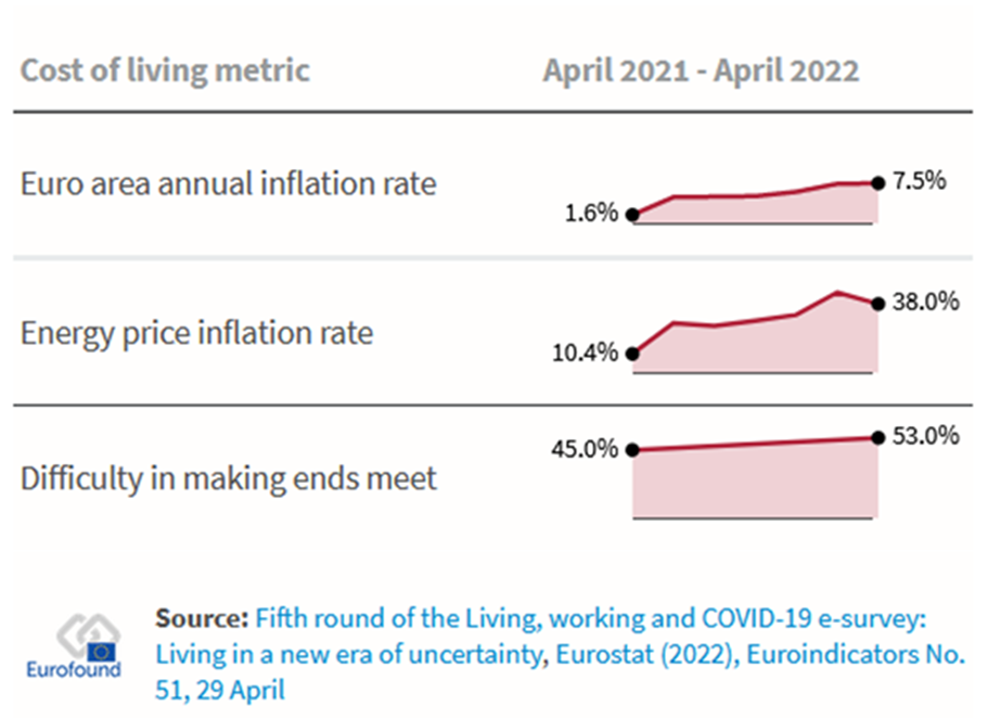 Cost of living metric April 2021 - April 2022
Euro area annual inflation rate 1.6% 7.5%
Energy price inflation rate 10.4% 38.0%
Difficulty in making ends meet 45.0% 53.0%
Eurofound
Source: Fifth round of the Living, working and COVID-19 e-survey:
Living in a new era of uncertainty, Eurostat (2022), Euroindicators No.
51, 29 April